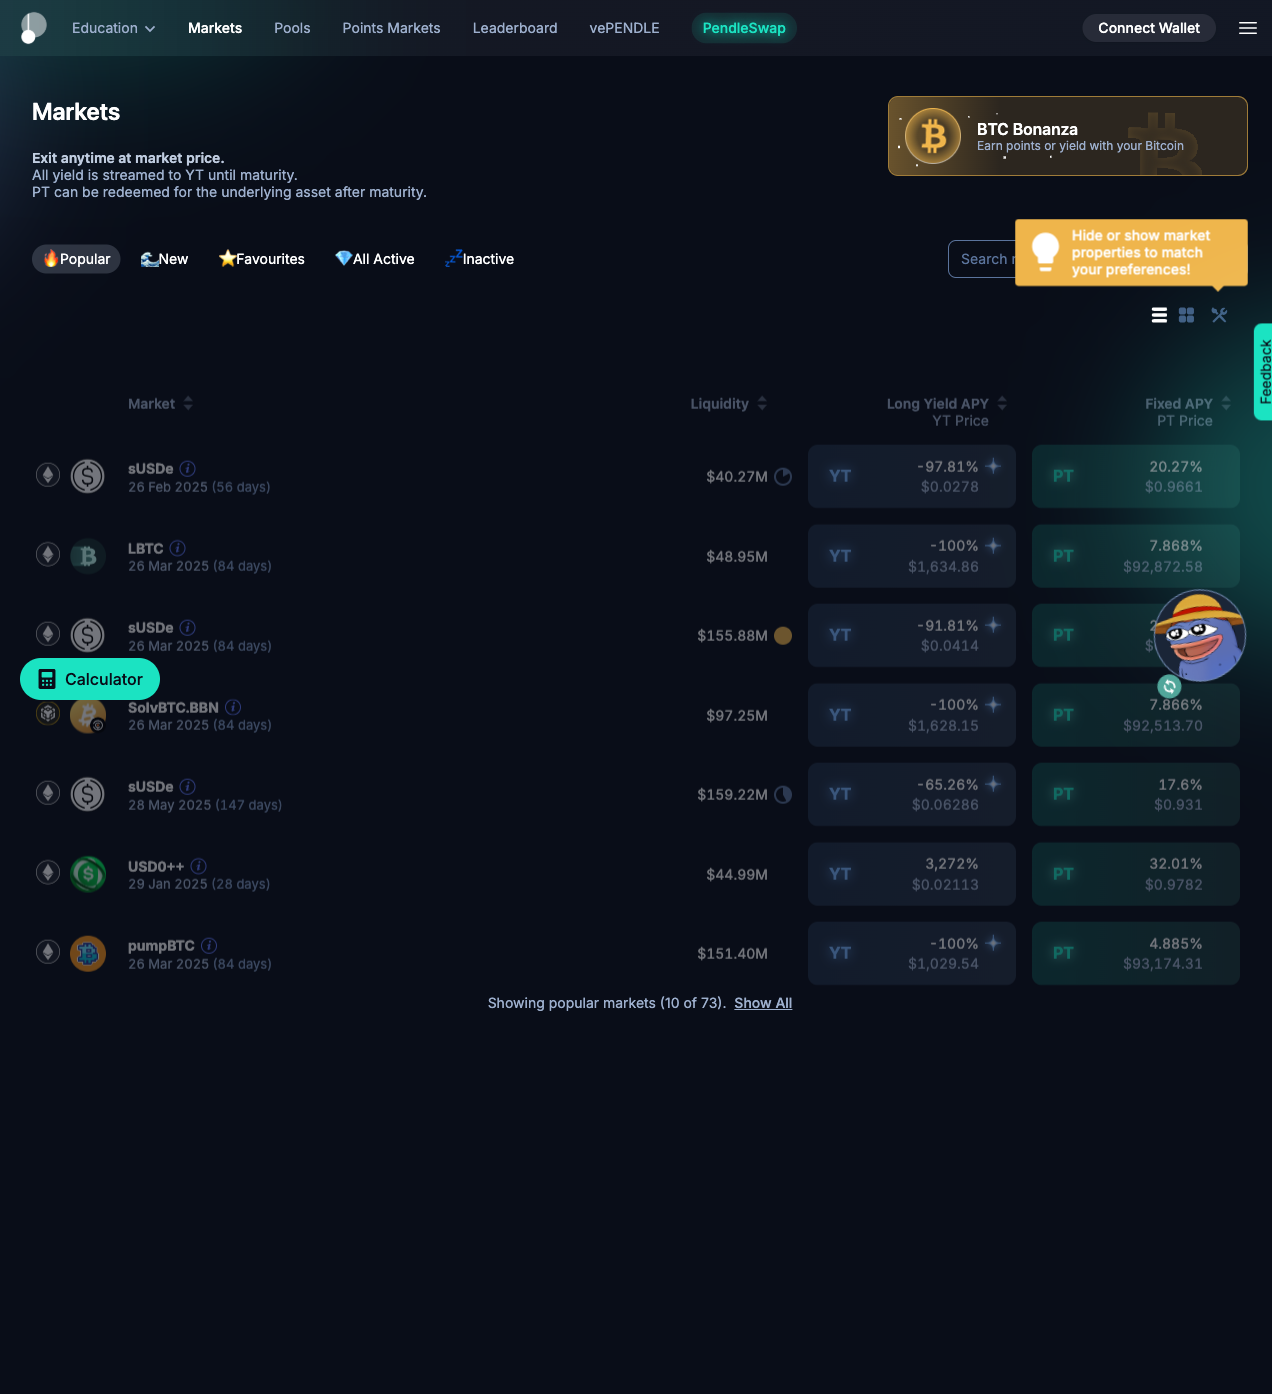 Education
Markets
Pools
Points Markets
Leaderboard
vePENDLE
PendleSwap
Connect Wallet
Markets
Exit anytime at market price.
All yield is streamed to YT until maturity.
PT can be redeemed for the underlying asset after maturity.
BTC Bonanza
Earn points or yield with your Bitcoin
Popular
New
Favourites
All Active
Inactive
Search
Hide or show market
properties to match
your preferences!
Feedback
Market
Liquidity
Long Yield APY
YT Price
Fixed APY
PT Price
sUSDe
26 Feb 2025 (56 days)
$40.27M
YT
-97.81%
$0.0278
PT
20.27%
$0.9661
LBTC
26 Mar 2025 (84 days)
$48.95M
YT
-100%
$1,634.86
PT
7.868%
$92,872.58
sUSDe
26 Mar 2025 (84 days)
$155.88M
YT
-91.81%
$0.0414
PT
Calculator
SolvBTC.BBN
26 Mar 2025 (84 days)
$97.25M
YT
-100%
$1,628.15
PT
7.866%
$92,513.70
sUSDe
28 May 2025 (147 days)
$159.22M
YT
-65.26%
$0.06286
PT
17.6%
$0.931
USD0++
29 Jan 2025 (28 days)
$44.99M
YT
3,272%
$0.02113
PT
32.01%
$0.9782
pumpBTC
26 Mar 2025 (84 days)
$151.40M
YT
-100%
$1,029.54
PT
4.885%
$93,174.31
Showing popular markets (10 of 73). Show All